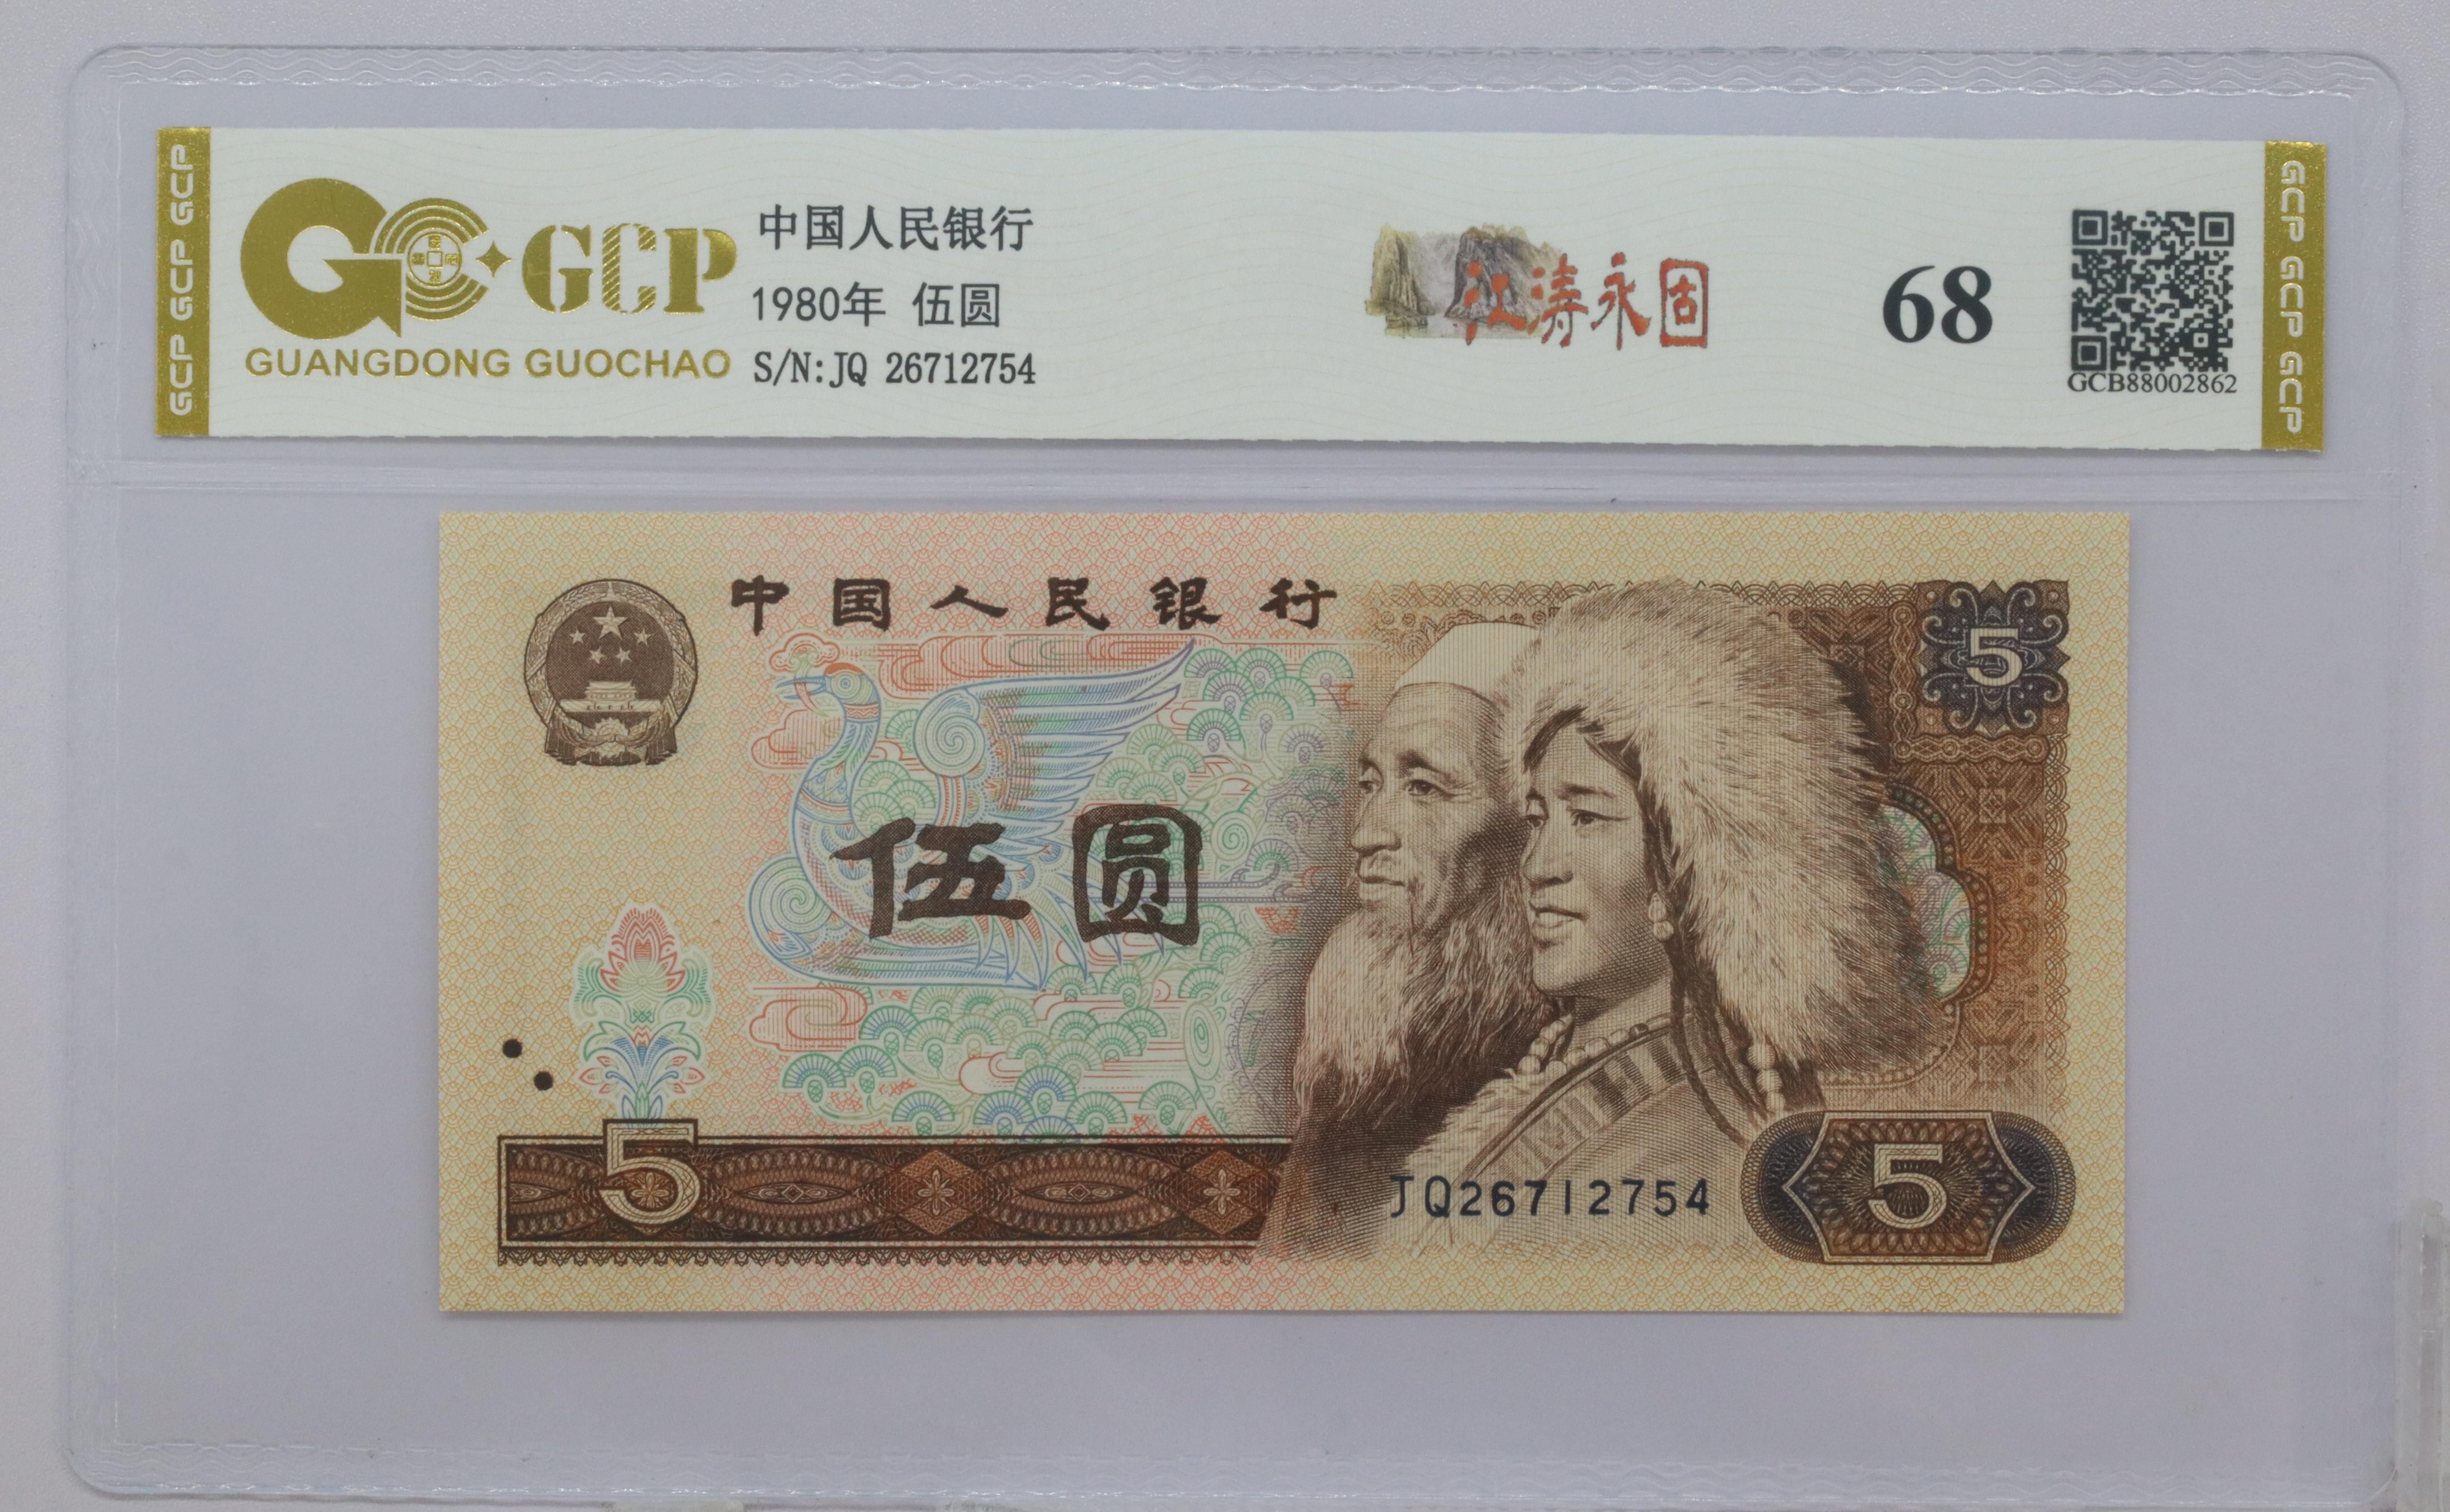 GCP GCP GCP
GCP
GUANGDONG GUOCHAO
中国人民银行
1980年 伍圆
S/N:JQ 26712754
江涛永固
68
GCB88002862
GCP GCP GCP
中国人民银行
5
伍圆
5
JQ26712754
5